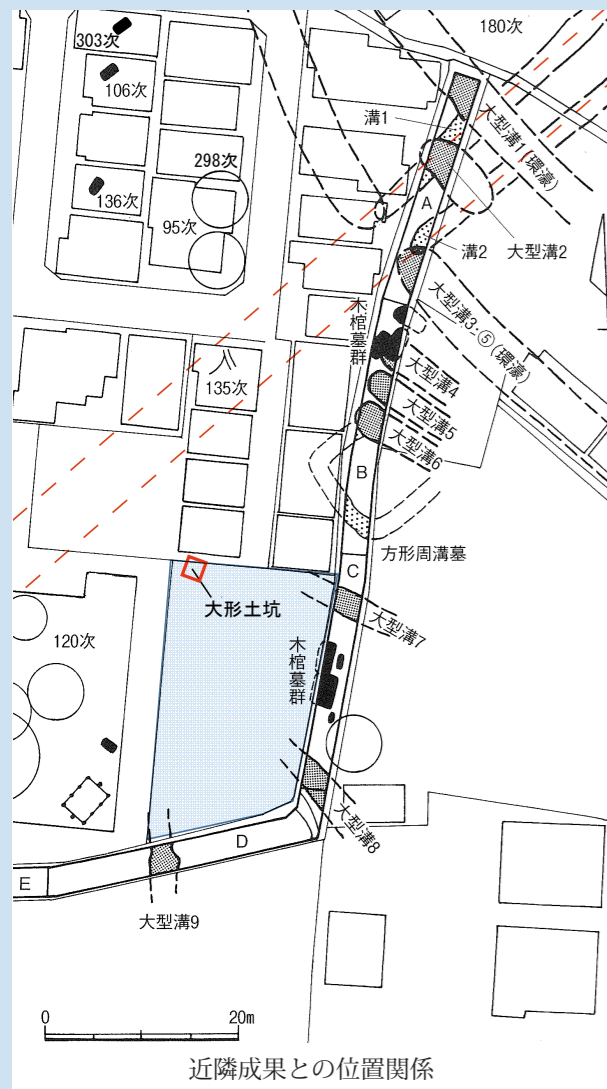 180次
303次
106次
溝1
大型溝1(環濠)
298次
136次
A
95次
溝2
大型溝2
大型溝3-⑤(環濠)
木棺墓群
大型溝4
135次
大型溝5
大型溝6
B
方形周溝墓
C
大形土坑
大型溝7
120次
木棺墓群
大型溝8
D
E
大型溝9
0
20m
近隣成果との位置関係